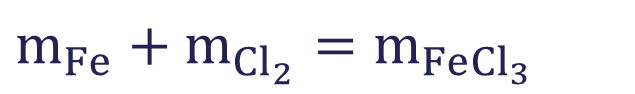 m_Fe + m_Cl₂ = m_FeCl₃